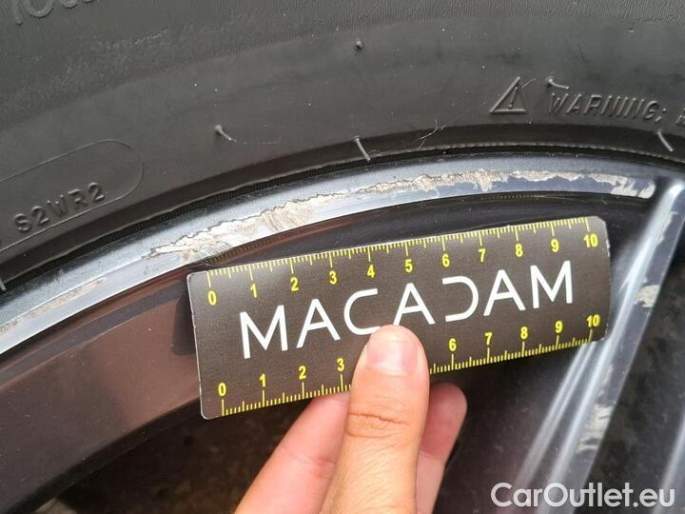 WARNING:
S2WR2
0 1 2 3 4 5 6 7 8 9 10
MACADAM
0 1 2 3 6 7 8 9 10
CarOutlet.eu